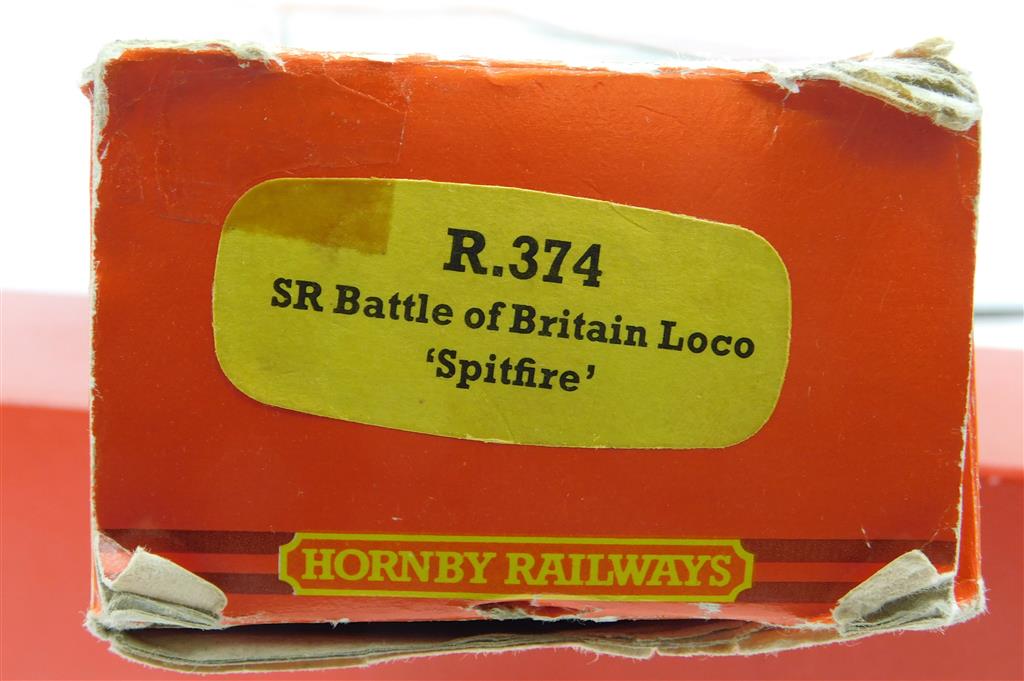 R.374
SR Battle of Britain Loco
‘Spitfire’
HORNBY RAILWAYS